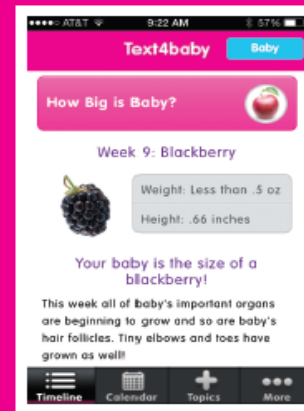 AT&T 9:22 AM 57%
Text4baby Baby
How Big is Baby?
Week 9: Blackberry
Weight: Less than .5 oz
Height: .66 inches
Your baby is the size of a
blackberry!
This week all of baby's important organs
are beginning to grow and so are baby's
hair follicles. Tiny elbows and toes have
grown as well!
Timeline Calendar Topics More